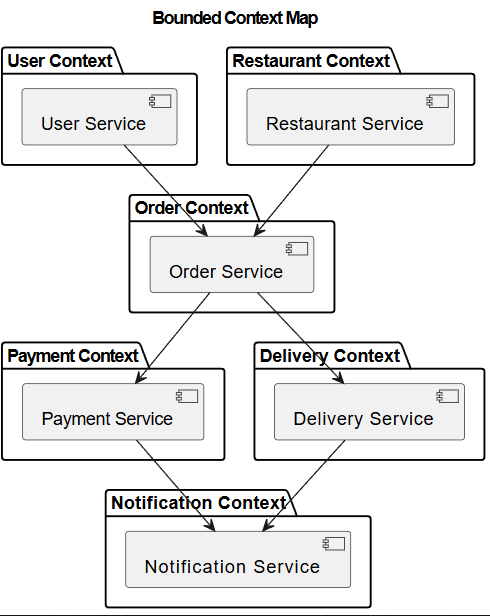 Bounded Context Map
User Context
Restaurant Context
User Service
Restaurant Service
Order Context
Order Service
Payment Context
Delivery Context
Payment Service
Delivery Service
Notification Context
Notification Service